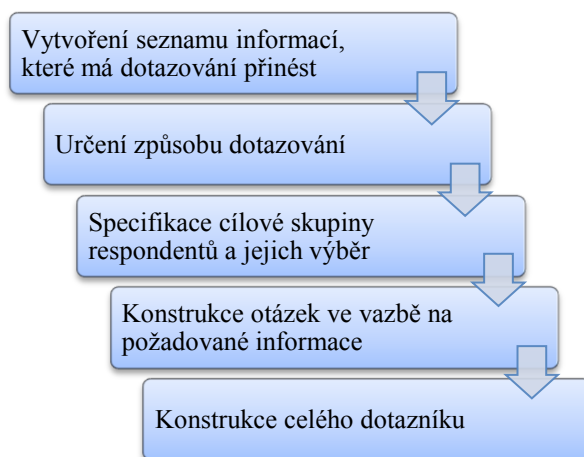 Vytvoření seznamu informací,
které má dotazování přinést
Určení způsobu dotazování
Specifikace cílové skupiny
respondentů a jejich výběr
Konstrukce otázek ve vazbě na
požadované informace
Konstrukce celého dotazníku